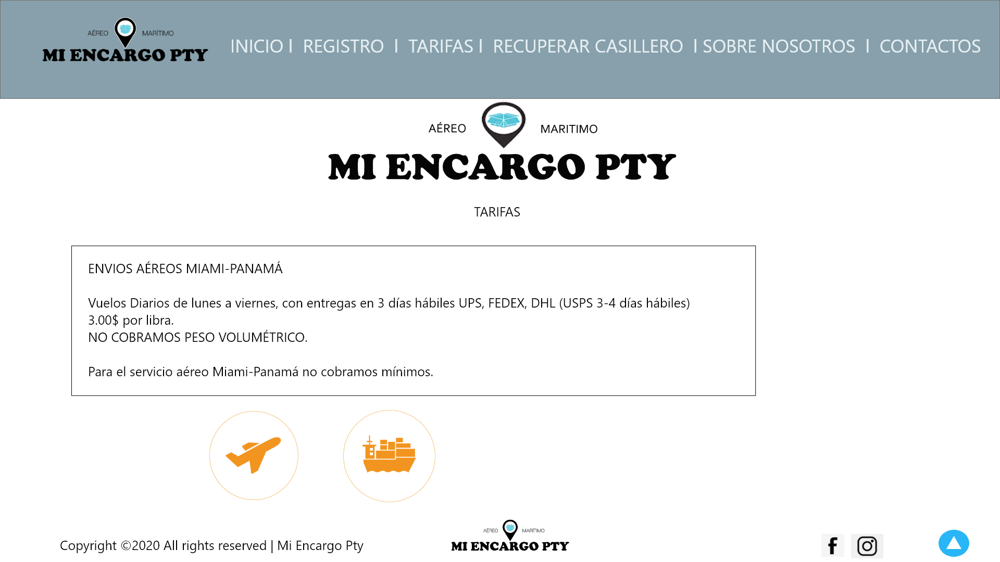 AÉREO MARÍTIMO
MI ENCARGO PTY
INICIO l REGISTRO l TARIFAS l RECUPERAR CASILLERO l SOBRE NOSOTROS l CONTACTOS
AÉREO MARITIMO
MI ENCARGO PTY
TARIFAS
ENVIOS AÉREOS MIAMI-PANAMÁ
Vuelos Diarios de lunes a viernes, con entregas en 3 días hábiles UPS, FEDEX, DHL (USPS 3-4 días hábiles)
3.00$ por libra.
NO COBRAMOS PESO VOLUMÉTRICO.
Para el servicio aéreo Miami-Panamá no cobramos mínimos.
Copyright ©2020 All rights reserved | Mi Encargo Pty
AÉREO MARÍTIMO
MI ENCARGO PTY